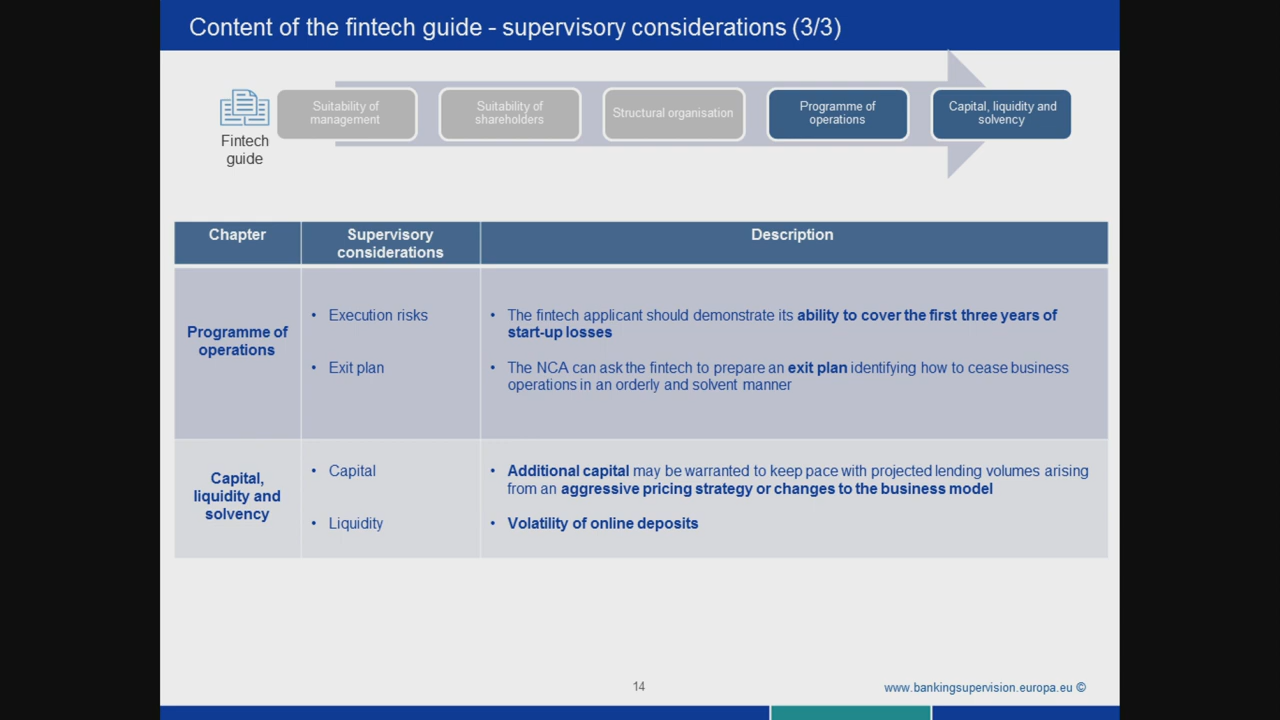 Content of the fintech guide - supervisory considerations (3/3)
Fintech
guide
Suitability of
management
Suitability of
shareholders
Structural organisation
Programme of
operations
Capital, liquidity and
solvency
Chapter
Supervisory
considerations
Description
Programme of
operations
• Execution risks
• The fintech applicant should demonstrate its ability to cover the first three years of
start-up losses
• Exit plan
• The NCA can ask the fintech to prepare an exit plan identifying how to cease business
operations in an orderly and solvent manner
Capital,
liquidity and
solvency
• Capital
• Additional capital may be warranted to keep pace with projected lending volumes arising
from an aggressive pricing strategy or changes to the business model
• Liquidity
• Volatility of online deposits
14
www.bankingsupervision.europa.eu ©